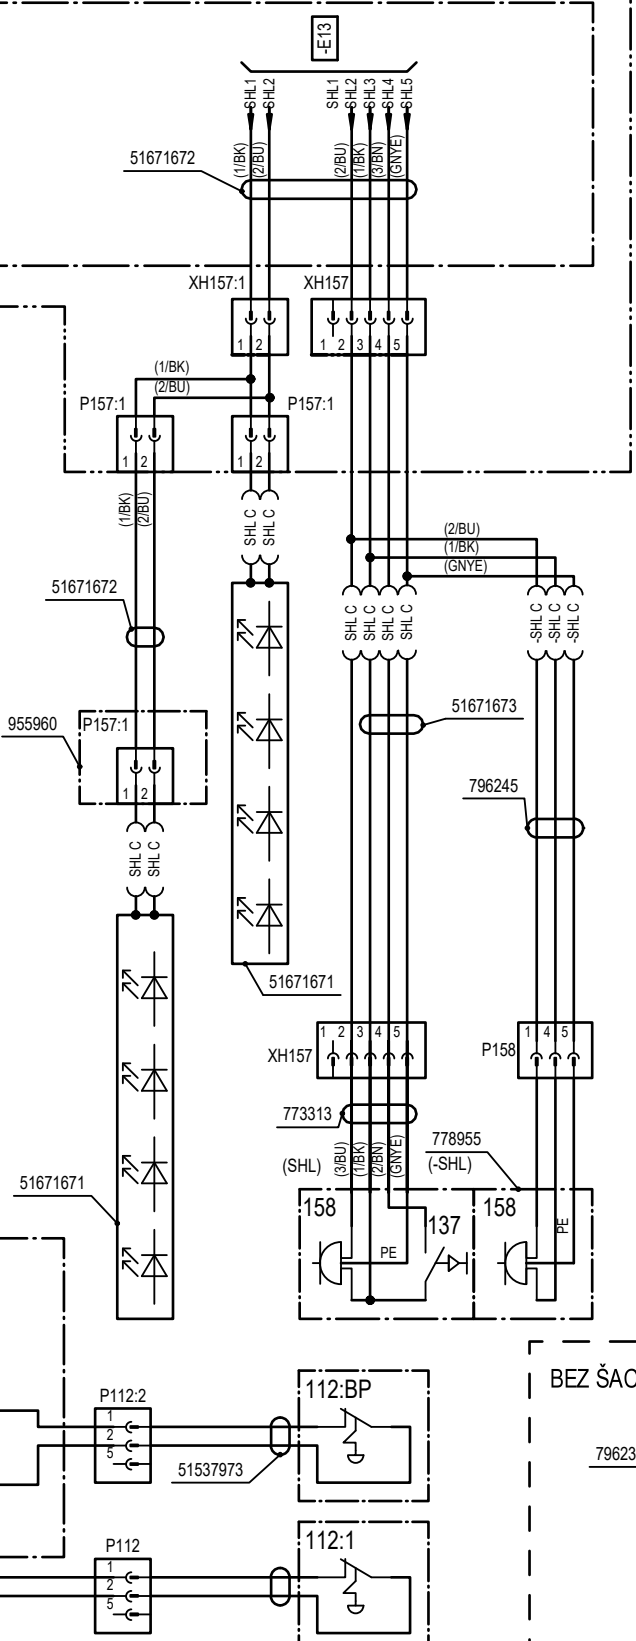 -E13
SHL1 SHL2 SHL1 SHL2 SHL3 SHL4 SHL5
(1/BK) (2/BU) (2/BU) (1/BK) (3/BN) (GNYE)
51671672
XH157:1 XH157
1 2 1 2 3 4 5
(1/BK)
(2/BU)
P157:1 P157:1
1 2 1 2
(1/BK) (2/BU)
SHL C SHL C
(2/BU)
(1/BK)
(GNYE)
51671672
SHL C SHL C SHL C SHL C -SHL C -SHL C -SHL C
51671673
955960 P157:1
796245
1 2
SHL C SHL C
51671671
1 2 3 4 5 1 4 5
XH157 P158
773313
778955
(SHL) (3/BU) (1/BK) (2/BN) (GNYE) (-SHL)
51671671
158 137 158
PE PE
BEZ ŠAC
P112:2 112:BP
1
2
5
51537973
79623
P112 112:1
1
2
5